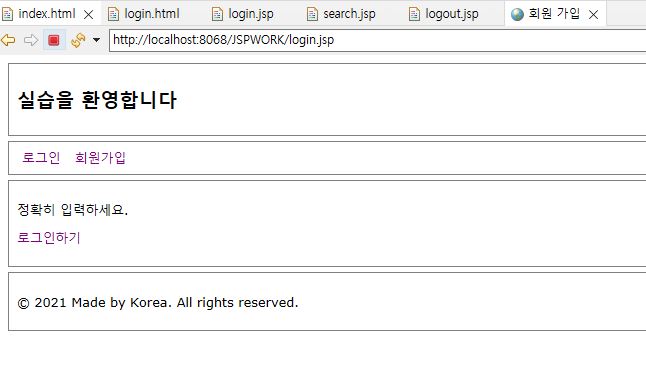 index.html login.html login.jsp search.jsp logout.jsp 회원 가입
http://localhost:8068/JSPWORK/login.jsp
실습을 환영합니다
로그인 회원가입
정확히 입력하세요.
로그인하기
© 2021 Made by Korea. All rights reserved.